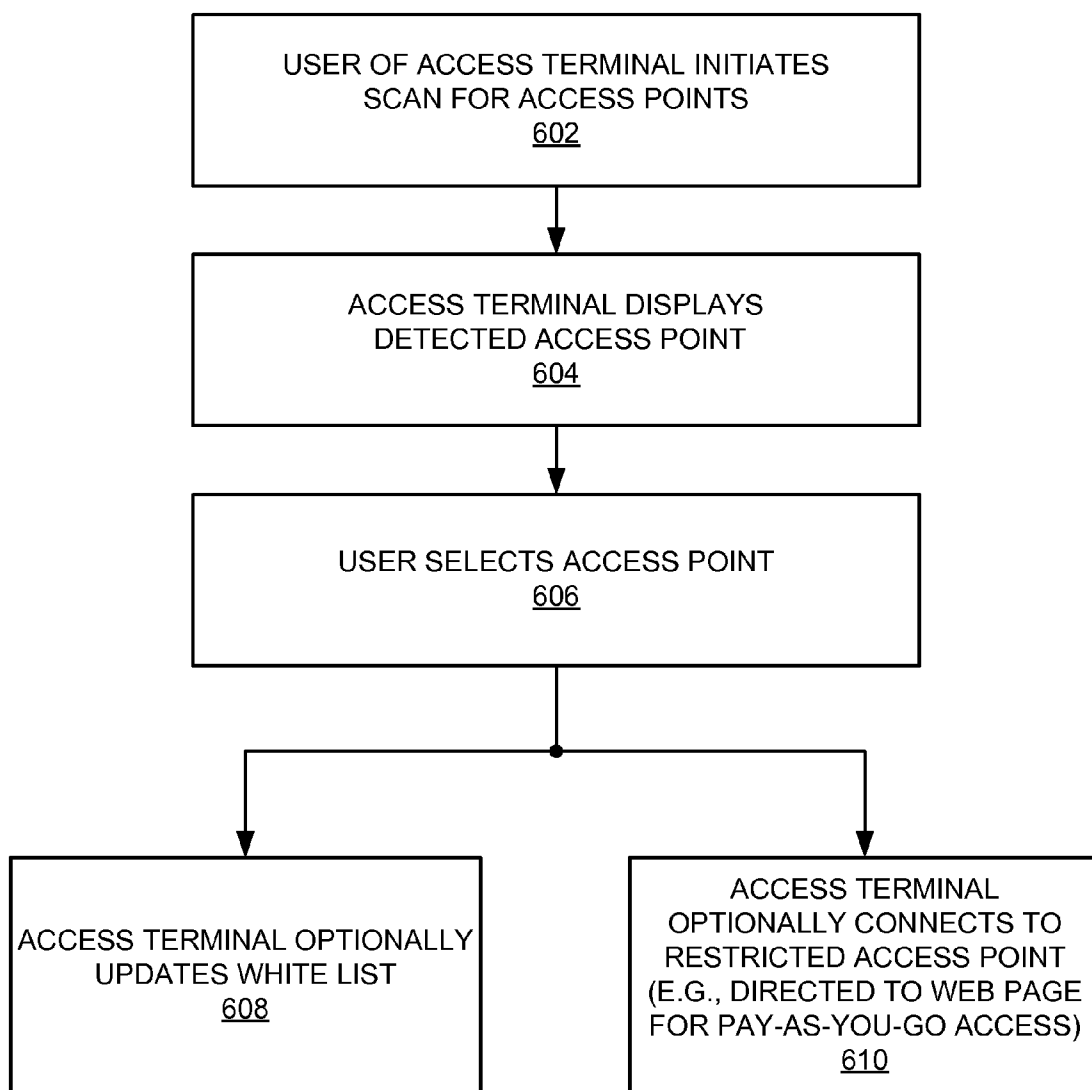 USER OF ACCESS TERMINAL INITIATES
SCAN FOR ACCESS POINTS
602
ACCESS TERMINAL DISPLAYS
DETECTED ACCESS POINT
604
USER SELECTS ACCESS POINT
606
ACCESS TERMINAL OPTIONALLY
UPDATES WHITE LIST
608
ACCESS TERMINAL
OPTIONALLY CONNECTS TO
RESTRICTED ACCESS POINT
(E.G., DIRECTED TO WEB PAGE
FOR PAY-AS-YOU-GO ACCESS)
610